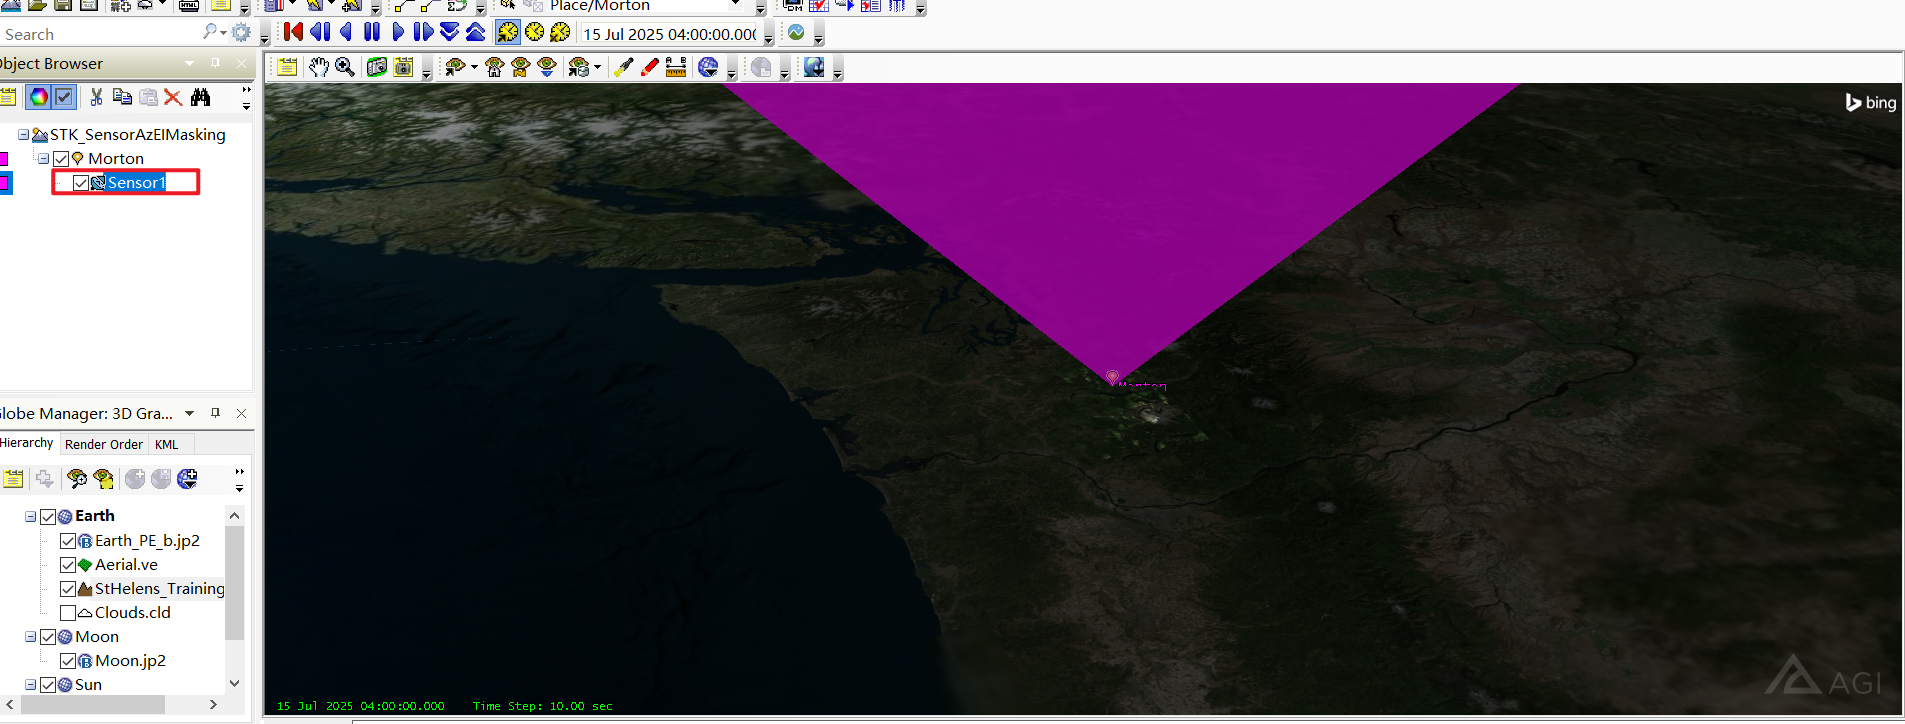 Place/Morton
Search
15 Jul 2025 04:00:00.00
Object Browser
STK_SensorAzElMasking
Morton
Sensor1
Globe Manager: 3D Gra...
Hierarchy
Render Order
KML
Earth
Earth_PE_b.jp2
Aerial.ve
StHelens_Training
Clouds.cld
Moon
Moon.jp2
Sun
bing
Morton
15 Jul 2025 04:00:00.000
Time Step: 10.00 sec
AGI